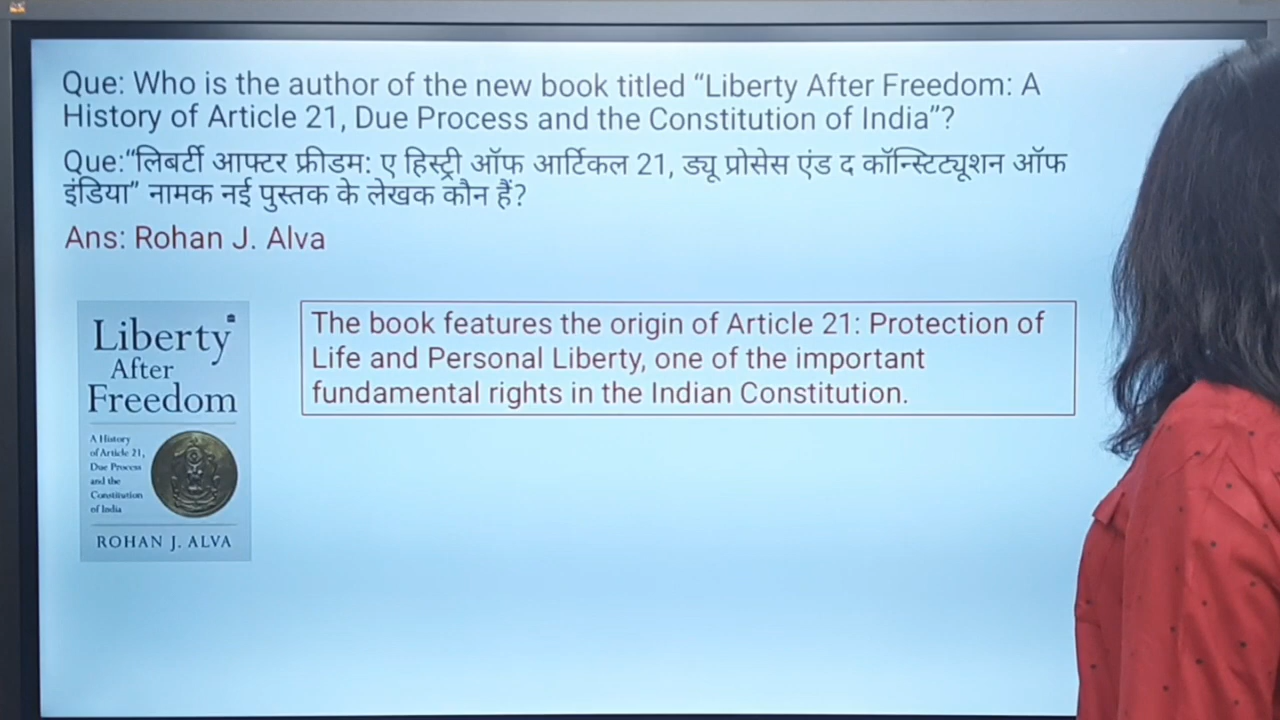 Que: Who is the author of the new book titled “Liberty After Freedom: A
History of Article 21, Due Process and the Constitution of India”?
Que:“लिबर्टी आफ्टर फ्रीडम: ए हिस्ट्री ऑफ आर्टिकल 21, ड्यू प्रोसेस एंड द कॉन्स्टिट्यूशन ऑफ
इंडिया” नामक नई पुस्तक के लेखक कौन हैं?
Ans: Rohan J. Alva
Liberty
After
Freedom
A History
of Article 21,
Due Process
and the
Constitution
of India
ROHAN J. ALVA
The book features the origin of Article 21: Protection of
Life and Personal Liberty, one of the important
fundamental rights in the Indian Constitution.